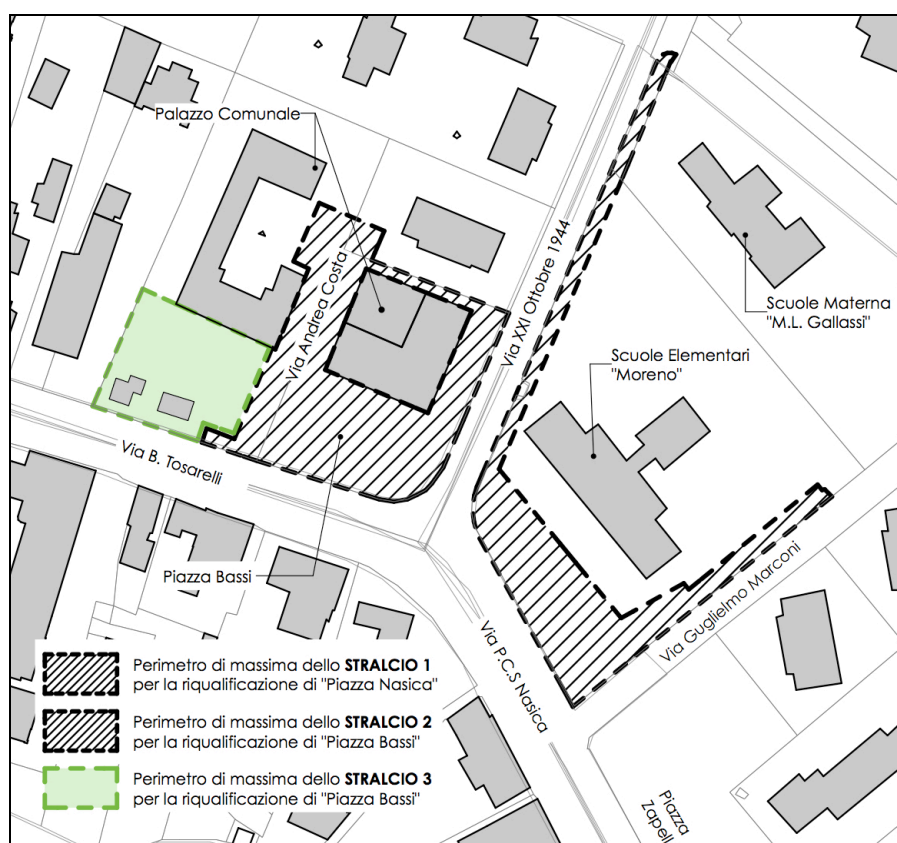 Palazzo Comunale
Via XXI Ottobre 1944
Via Andrea Costa
Scuole Materna
"M.L. Gallassi"
Scuole Elementari
"Moreno"
Via B. Tosarelli
Piazza Bassi
Via Guglielmo Marconi
Via P.C.S Nasica
Piazza
Zapell
Perimetro di massima dello STRALCIO 1
per la riqualificazione di "Piazza Nasica"
Perimetro di massima dello STRALCIO 2
per la riqualificazione di "Piazza Bassi"
Perimetro di massima dello STRALCIO 3
per la riqualificazione di "Piazza Bassi"